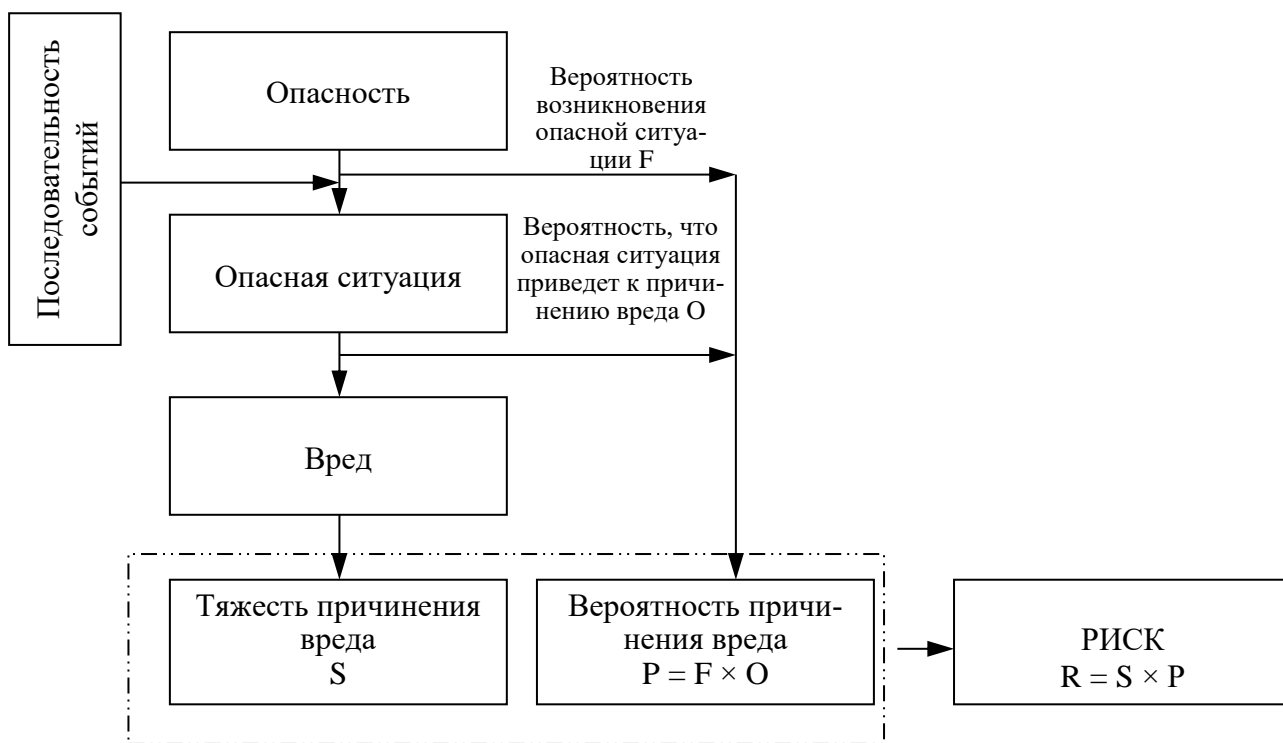 Последовательность
событий
Опасность
Вероятность
возникновения
опасной ситуа-
ции F
Опасная ситуация
Вероятность, что
опасная ситуация
приведет к причи-
нению вреда O
Вред
Тяжесть причинения
вреда
S
Вероятность причи-
нения вреда
P = F × O
РИСК
R = S × P